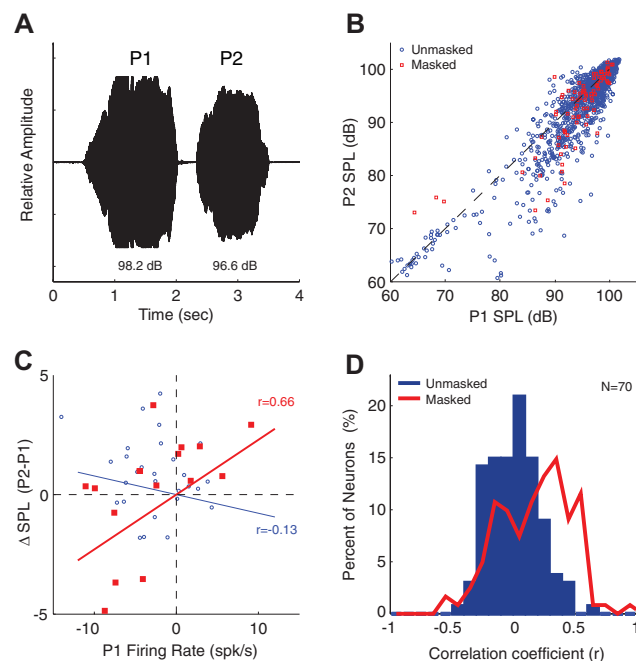 A
P1 P2
Relative Amplitude
98.2 dB 96.6 dB
0 1 2 3 4
Time (sec)
B
Unmasked
Masked
P2 SPL (dB)
100
90
80
70
60
60 70 80 90 100
P1 SPL (dB)
C
Δ SPL (P2-P1)
5
0
-5
r=0.66
r=-0.13
-10 0 10
P1 Firing Rate (spk/s)
D
Unmasked
Masked
N=70
Percent of Neurons (%)
20
15
10
5
0
-1 -0.5 0 0.5 1
Correlation coefficient (r)